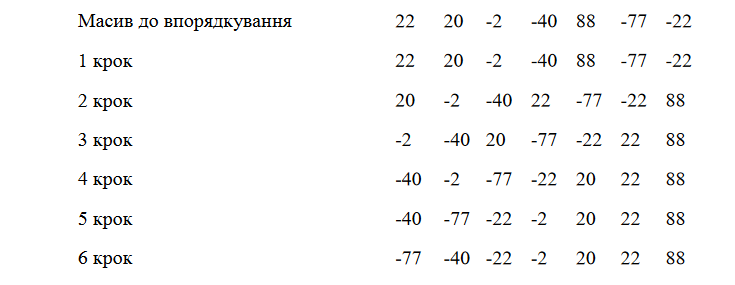 Масив до впорядкування 22 20 -2 -40 88 -77 -22
1 крок 22 20 -2 -40 88 -77 -22
2 крок 20 -2 -40 22 -77 -22 88
3 крок -2 -40 20 -77 -22 22 88
4 крок -40 -2 -77 -22 20 22 88
5 крок -40 -77 -22 -2 20 22 88
6 крок -77 -40 -22 -2 20 22 88